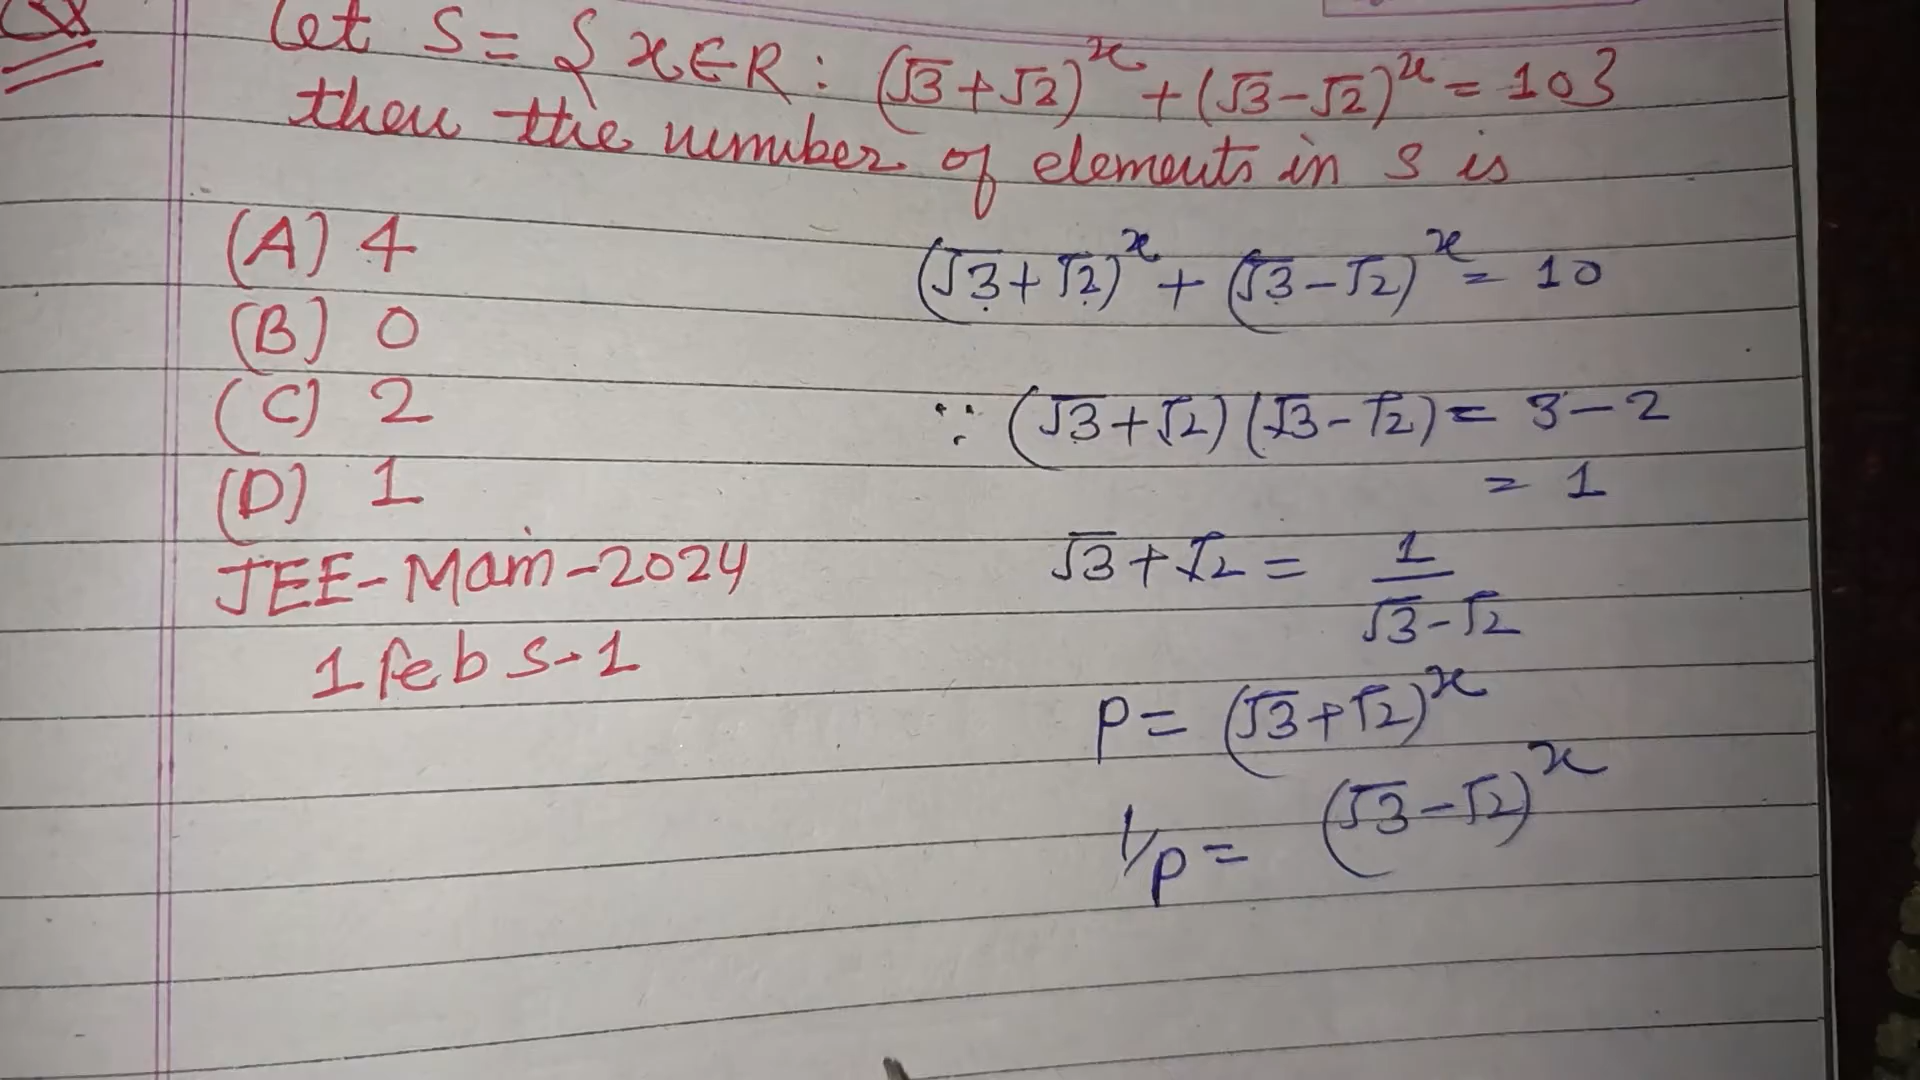 Let S = { x ∈ R : (√3+√2)^x + (√3-√2)^x = 10}
then the number of elements in S is
(A) 4
(B) 0
(C) 2
(D) 1
JEE-Main-2024
1 Feb S-1
(√3+√2)^x + (√3-√2)^x = 10
∵ (√3+√2)(√3-√2) = 3-2
= 1
√3+√2 = 1/(√3-√2)
P = (√3+√2)^x
1/P = (√3-√2)^x